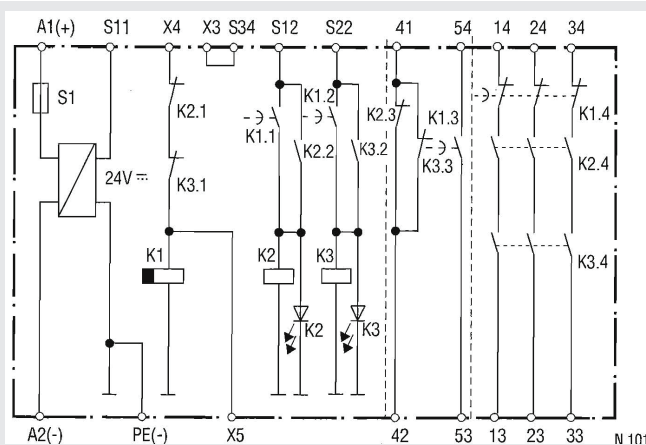 A1(+) S11 X4 X3 S34 S12 S22 41 54 14 24 34
S1
K2.1
K1.2
K1.1
K2.3
K1.3
K1.4
K2.2
K3.2
K3.3
K2.4
24V
K3.1
K3.4
K1
K2
K3
K2
K3
A2(-) PE(-) X5 42 53 13 23 33
N 101